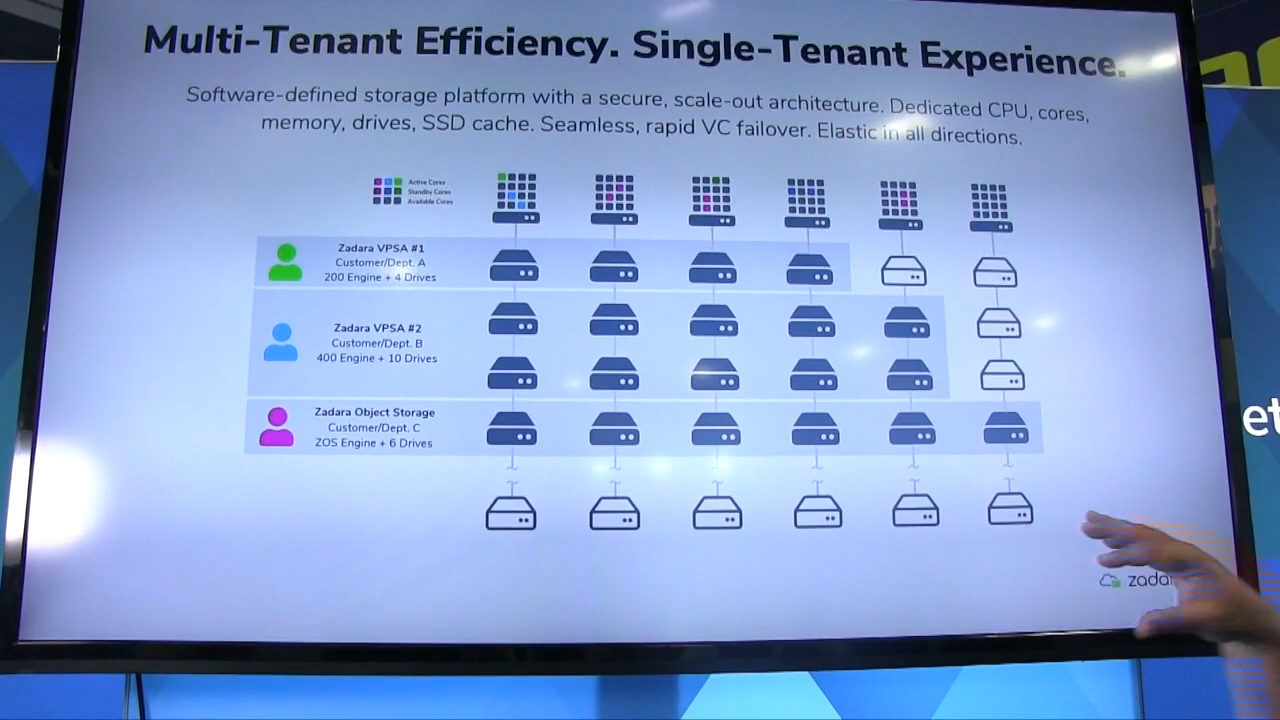 Multi-Tenant Efficiency. Single-Tenant Experience.
Software-defined storage platform with a secure, scale-out architecture. Dedicated CPU, cores,
memory, drives, SSD cache. Seamless, rapid VC failover. Elastic in all directions.
Active Cores
Standby Cores
Available Cores
Zadara VPSA #1
Customer/Dept. A
200 Engine + 4 Drives
Zadara VPSA #2
Customer/Dept. B
400 Engine + 10 Drives
Zadara Object Storage
Customer/Dept. C
ZOS Engine + 6 Drives
et
zada